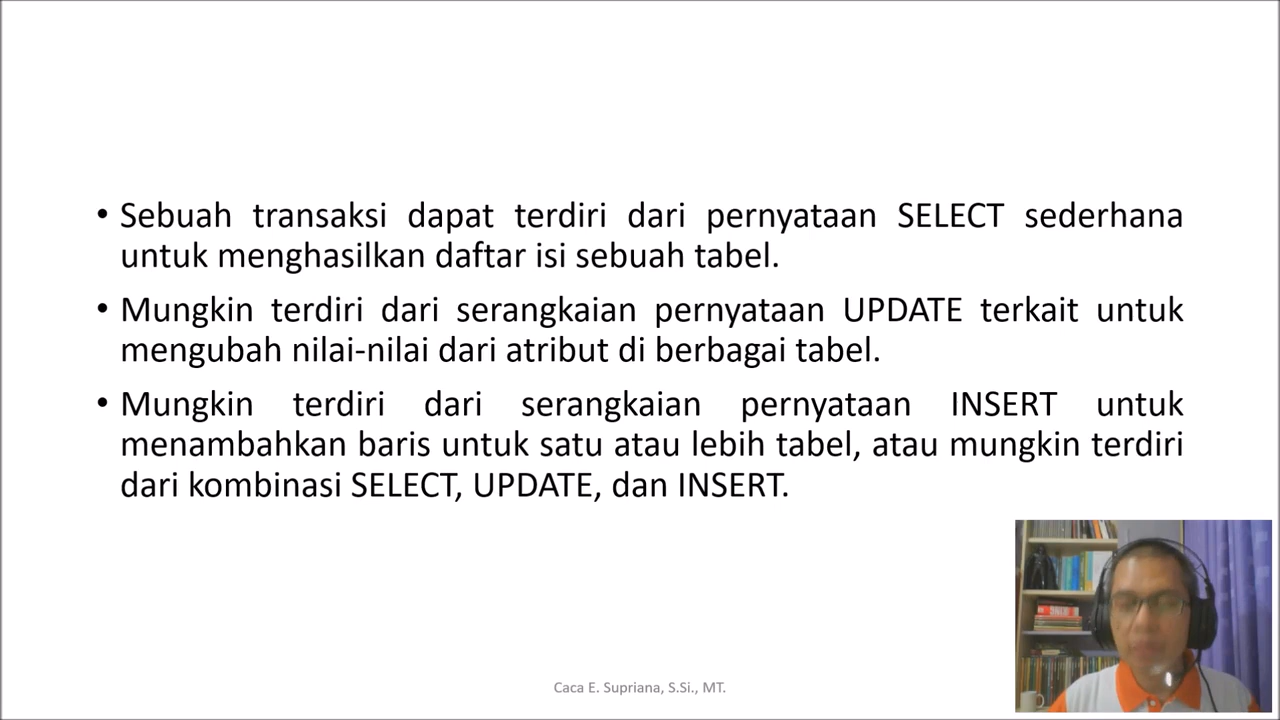 • Sebuah transaksi dapat terdiri dari pernyataan SELECT sederhana
untuk menghasilkan daftar isi sebuah tabel.
• Mungkin terdiri dari serangkaian pernyataan UPDATE terkait untuk
mengubah nilai-nilai dari atribut di berbagai tabel.
• Mungkin terdiri dari serangkaian pernyataan INSERT untuk
menambahkan baris untuk satu atau lebih tabel, atau mungkin terdiri
dari kombinasi SELECT, UPDATE, dan INSERT.
Caca E. Supriana, S.Si., MT.